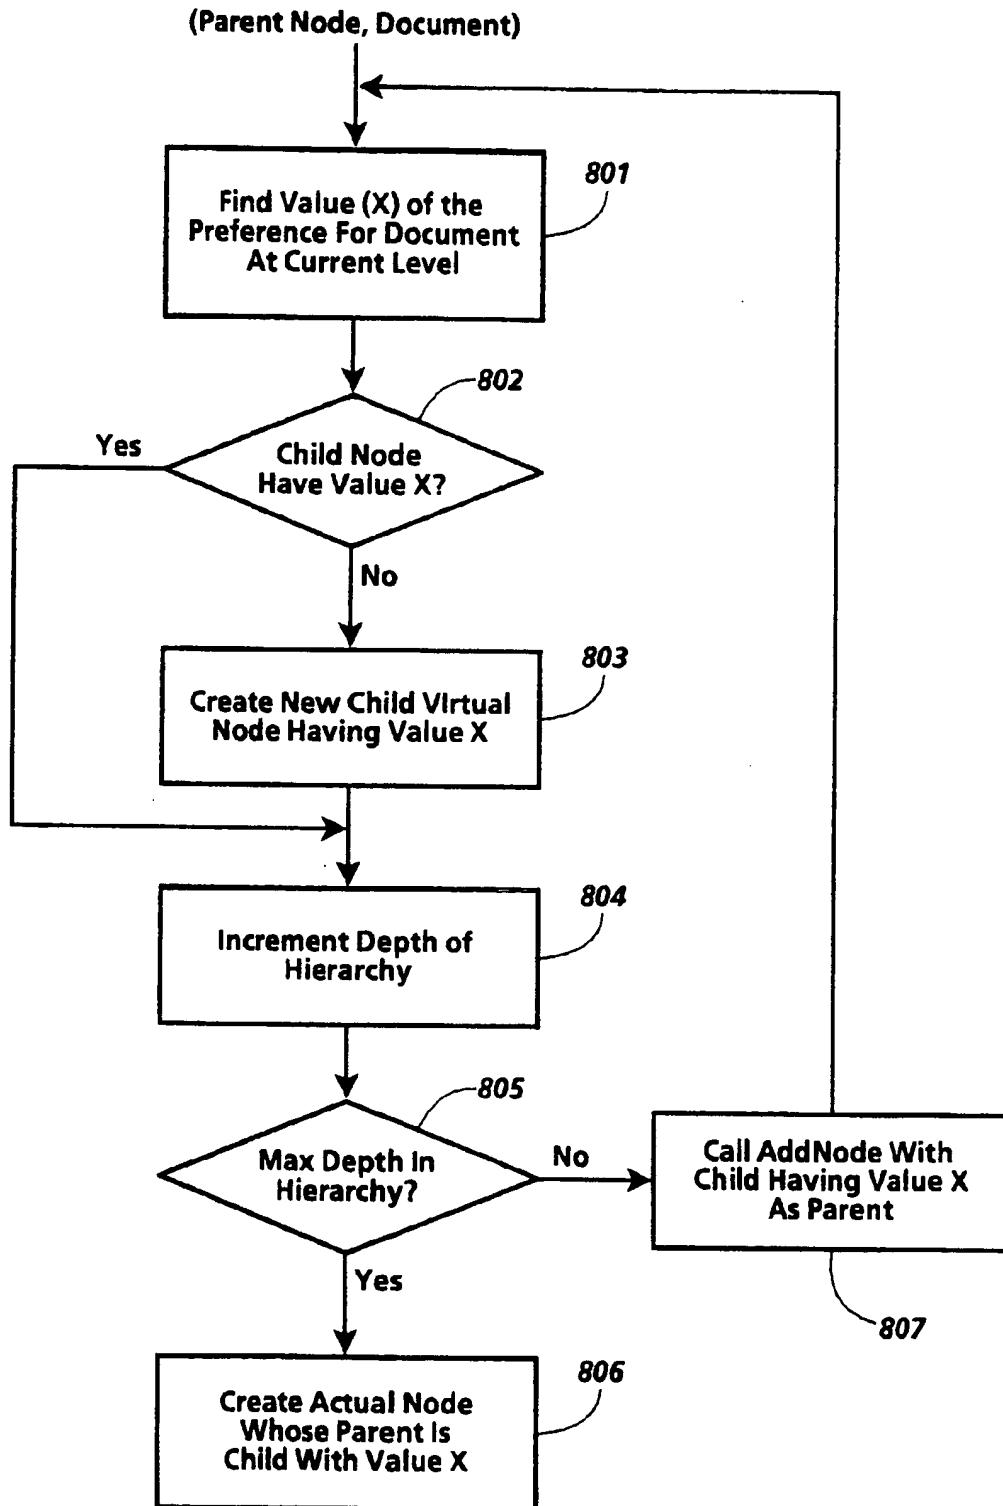 (Parent Node, Document)
801
Find Value (X) of the
Preference For Document
At Current Level
802
Yes
Child Node
Have Value X?
No
803
Create New Child Virtual
Node Having Value X
804
Increment Depth of
Hierarchy
805
Max Depth In
Hierarchy?
No
Call AddNode With
Child Having Value X
As Parent
Yes
807
806
Create Actual Node
Whose Parent Is
Child With Value X